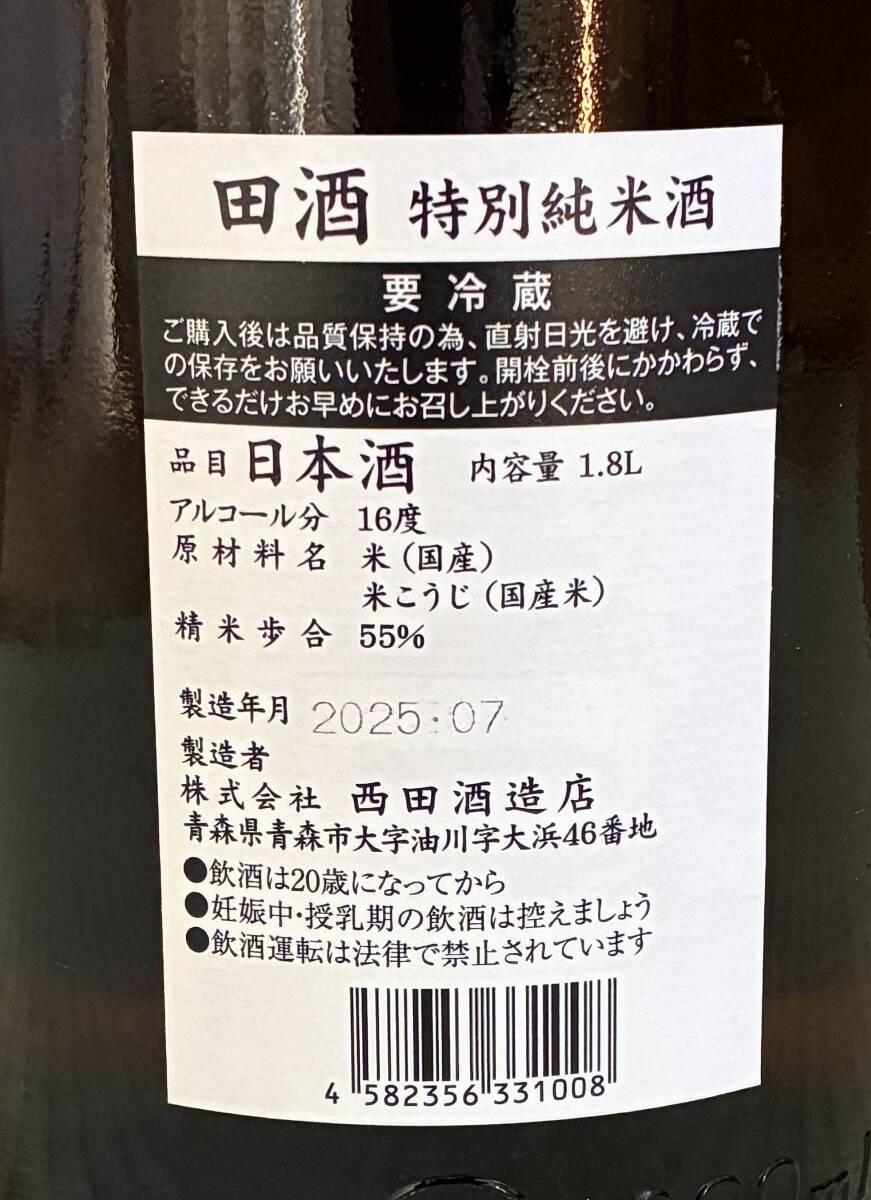 田酒 特別純米酒
要冷蔵
ご購入後は品質保持の為、直射日光を避け、冷蔵で
の保存をお願いいたします。開栓前後にかかわらず、
できるだけお早めにお召し上がりください。
品目 日本酒 内容量 1.8L
アルコール分 16度
原材料名 米（国産）
米こうじ（国産米）
精米歩合 55%
製造年月 2025・07
製造者
株式会社 西田酒造店
青森県青森市大字油川字大浜46番地
●飲酒は20歳になってから
●妊娠中・授乳期の飲酒は控えましょう
●飲酒運転は法律で禁止されています
4 582356 331008